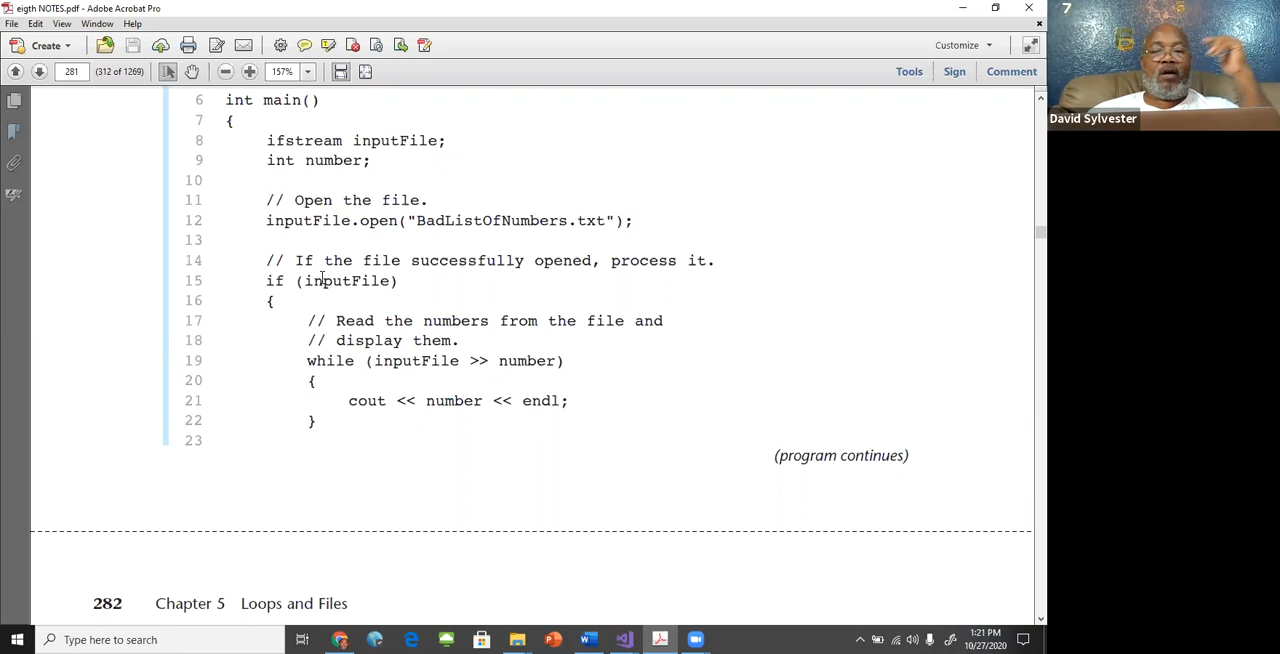 eigth NOTES.pdf - Adobe Acrobat Pro
File Edit View Window Help
Create
Customize
281 (312 of 1269) 157%
Tools Sign Comment
6 int main()
7 {
8 ifstream inputFile;
9 int number;
10
11 // Open the file.
12 inputFile.open("BadListOfNumbers.txt");
13
14 // If the file successfully opened, process it.
15 if (inputFile)
16 {
17 // Read the numbers from the file and
18 // display them.
19 while (inputFile >> number)
20 {
21 cout << number << endl;
22 }
23
(program continues)
282 Chapter 5 Loops and Files
David Sylvester
Type here to search
1:21 PM
10/27/2020